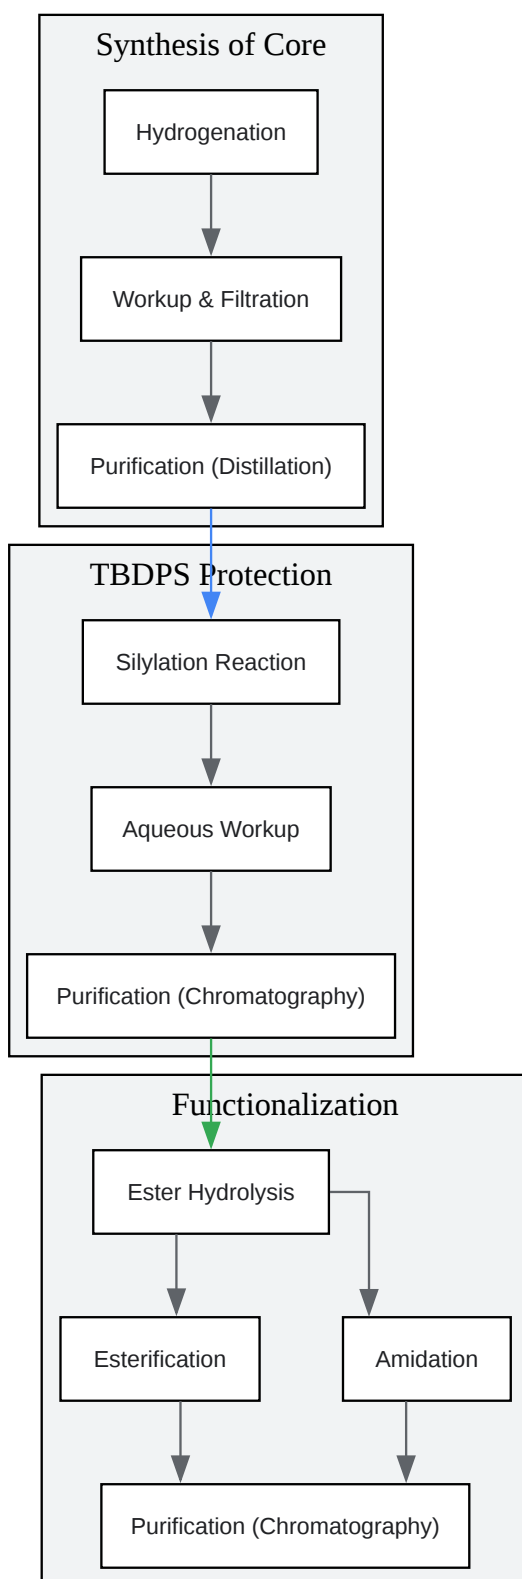 Synthesis of Core
Hydrogenation
Workup & Filtration
Purification (Distillation)
TBDPS Protection
Silylation Reaction
Aqueous Workup
Purification (Chromatography)
Functionalization
Ester Hydrolysis
Esterification
Amidation
Purification (Chromatography)